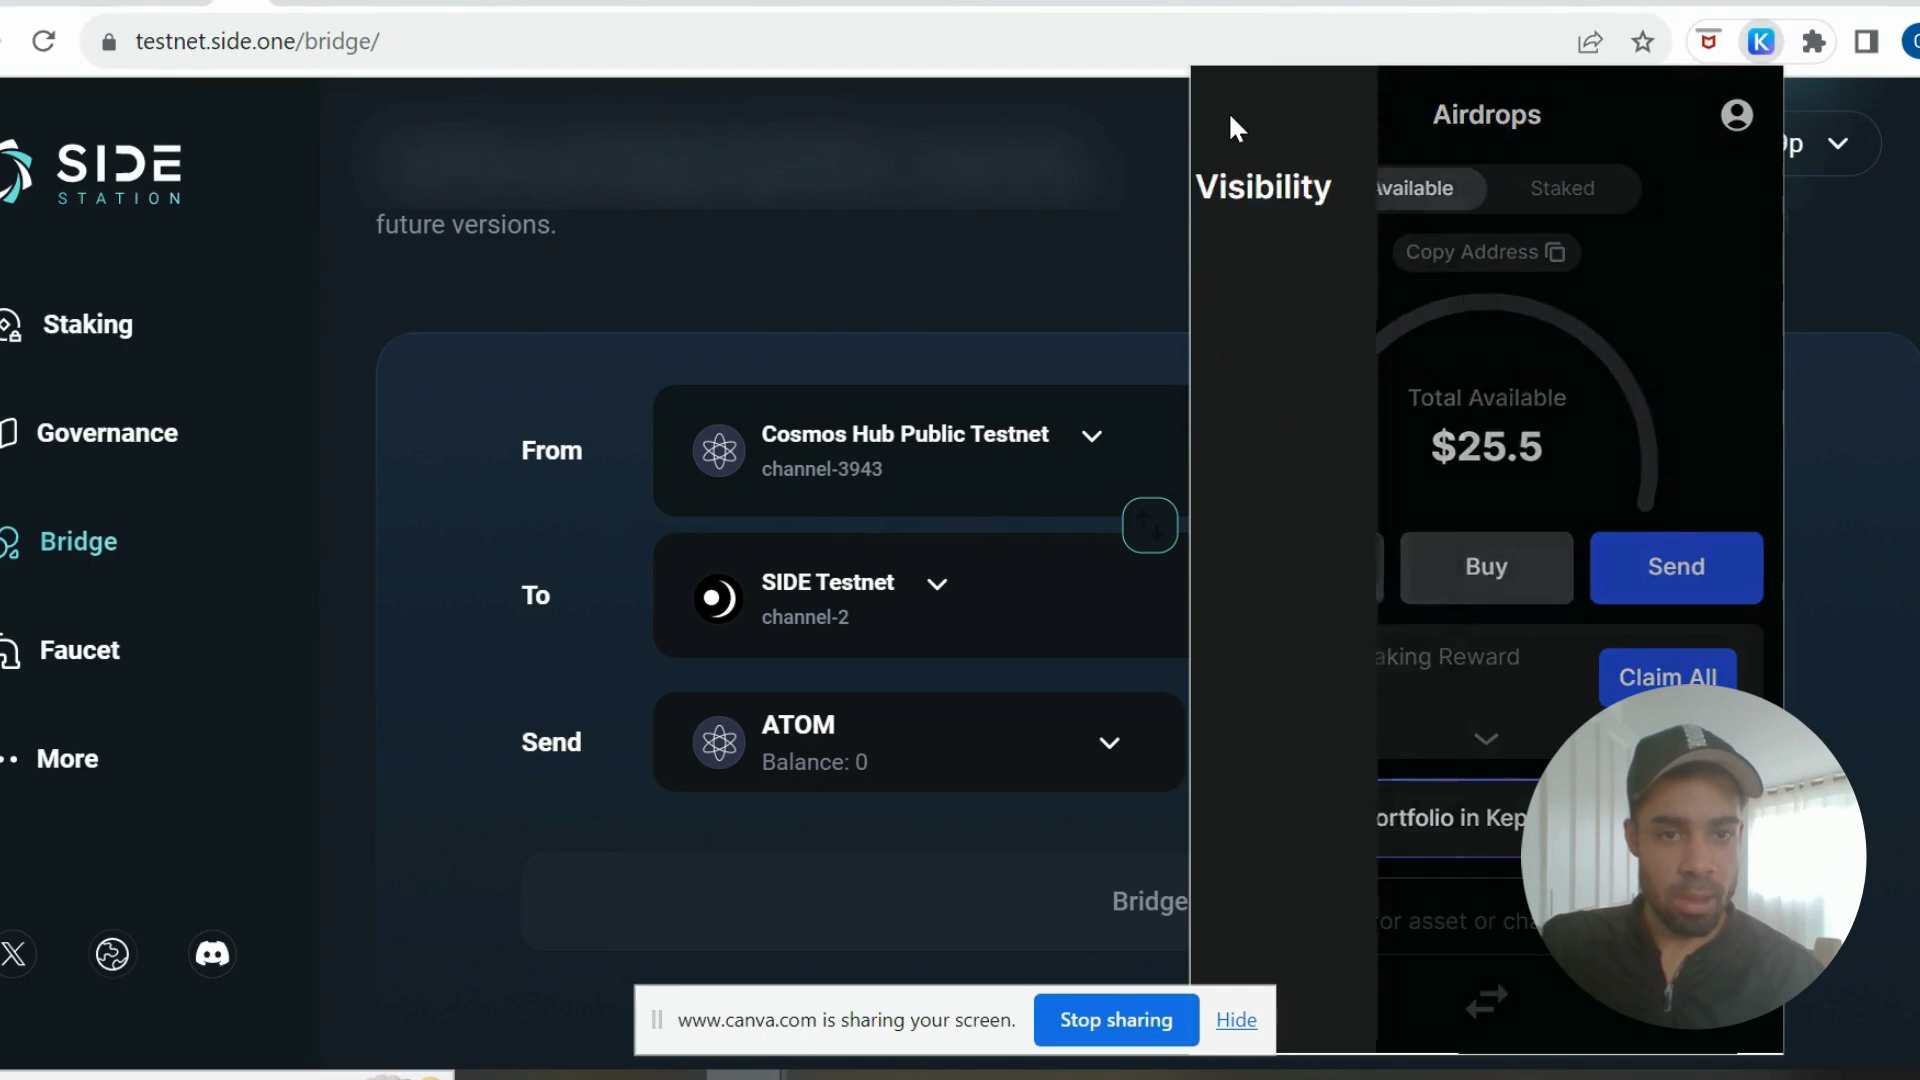 testnet.side.one/bridge/
SIDE
STATION
Staking
Governance
Bridge
Faucet
More
future versions.
From
Cosmos Hub Public Testnet
channel-3943
To
SIDE Testnet
channel-2
Send
ATOM
Balance: 0
Bridge
Visibility
Airdrops
Available
Staked
Copy Address
Total Available
$25.5
Buy
Send
aking Reward
Claim All
ortfolio in Kep
or asset or cha
www.canva.com is sharing your screen.
Stop sharing
Hide